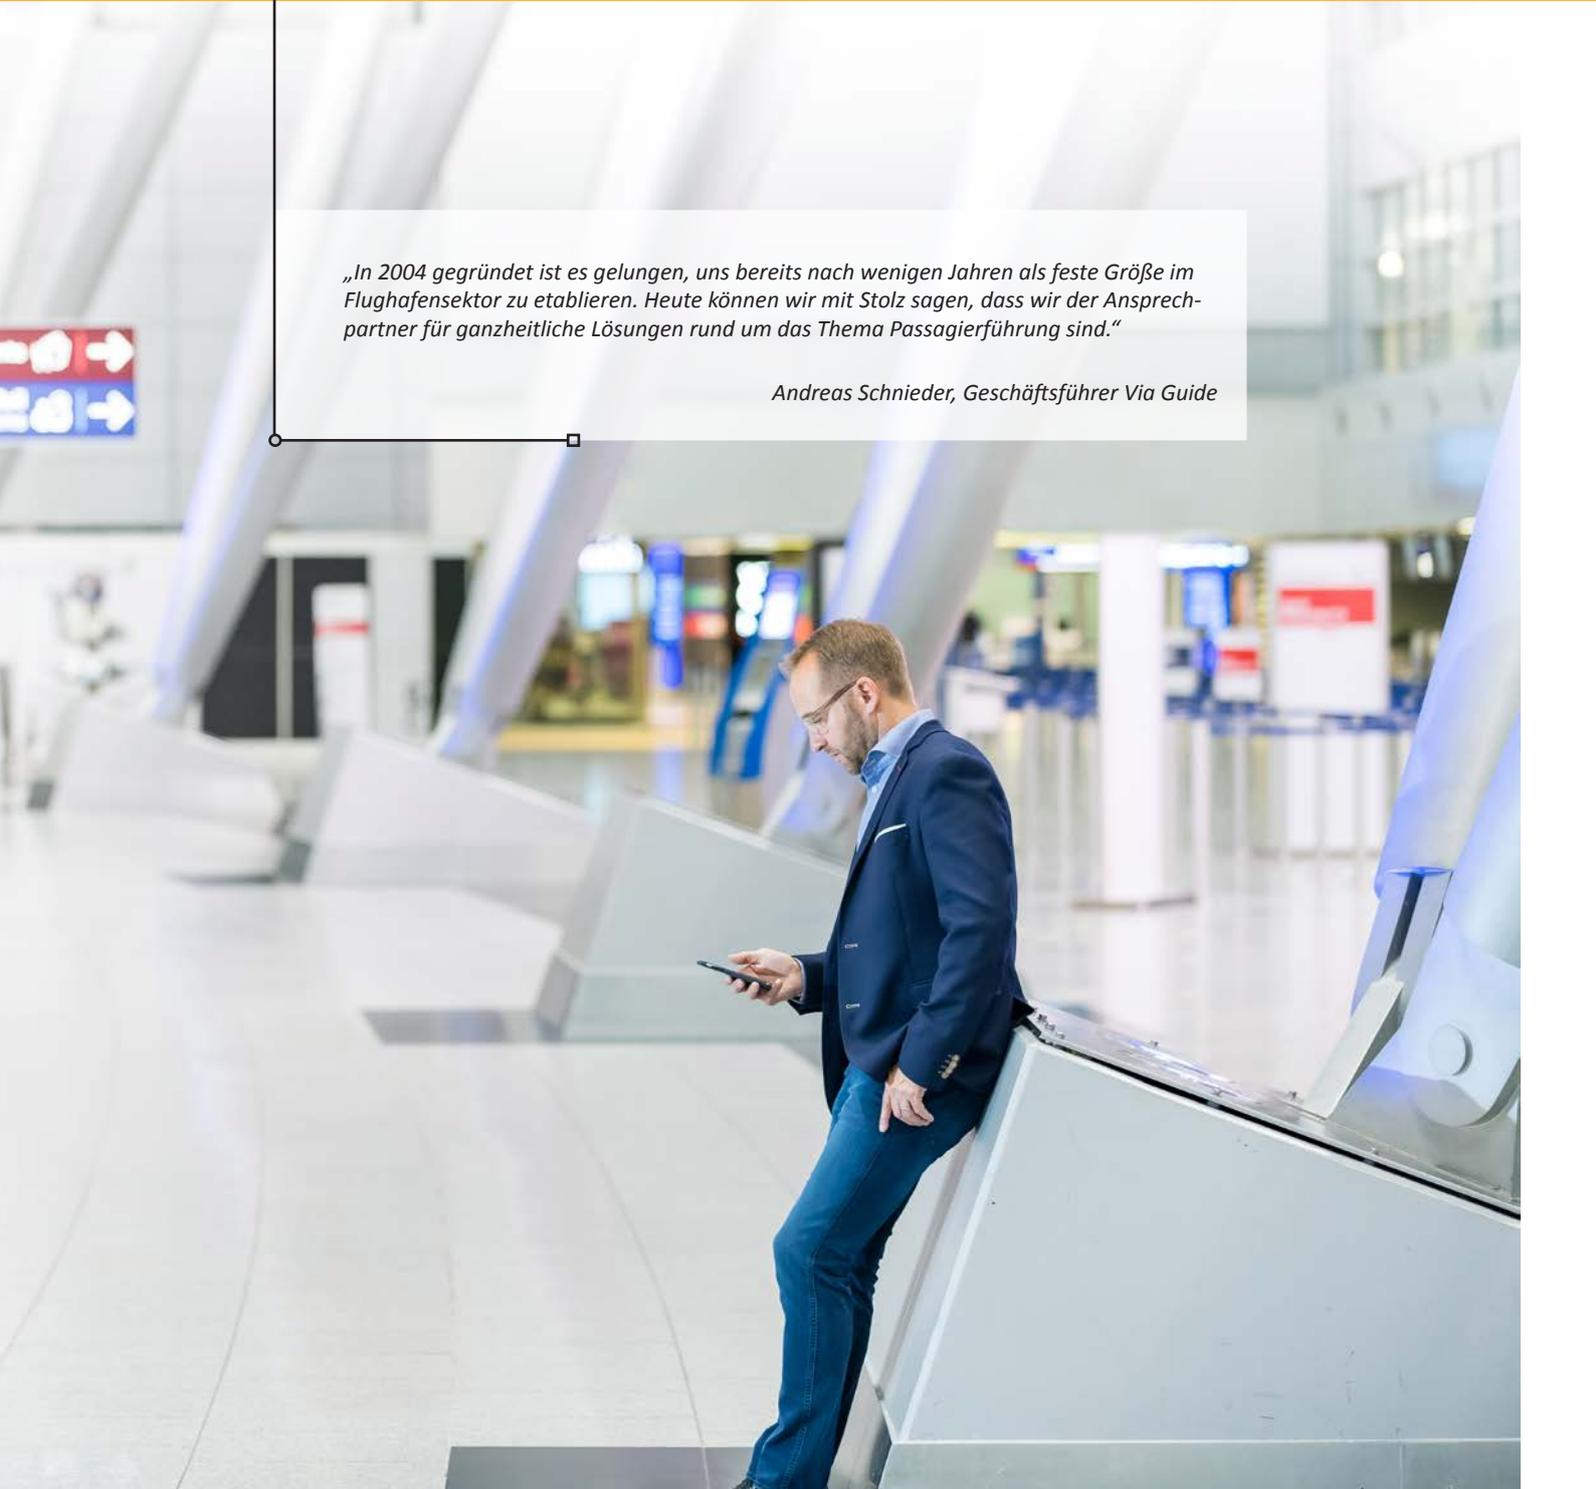 „In 2004 gegründet ist es gelungen, uns bereits nach wenigen Jahren als feste Größe im
Flughafensektor zu etablieren. Heute können wir mit Stolz sagen, dass wir der Ansprech-
partner für ganzheitliche Lösungen rund um das Thema Passagierführung sind.“
Andreas Schnieder, Geschäftsführer Via Guide